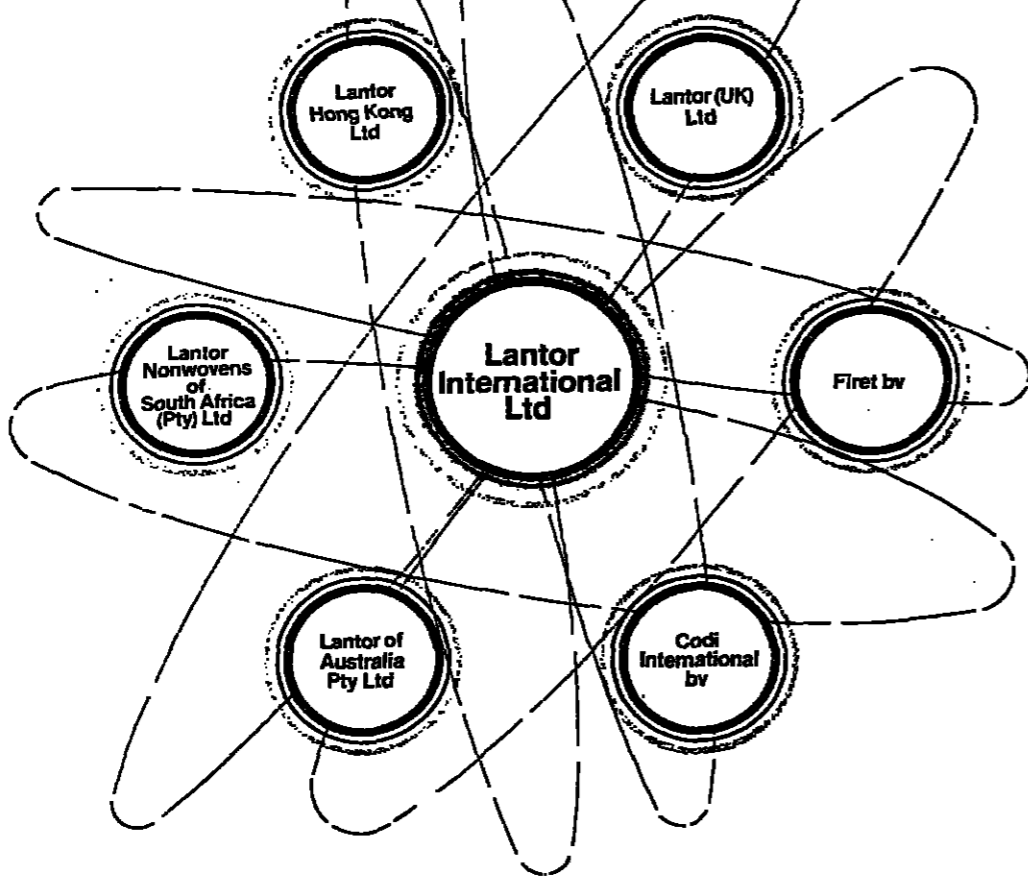 Lantor
Hong Kong
Ltd
Lantor (UK)
Ltd
Lantor
Nonwovens
of
South Africa
(Pty) Ltd
Lantor
International
Ltd
Firet bv
Lantor of
Australia
Pty Ltd
Codi
International
bv